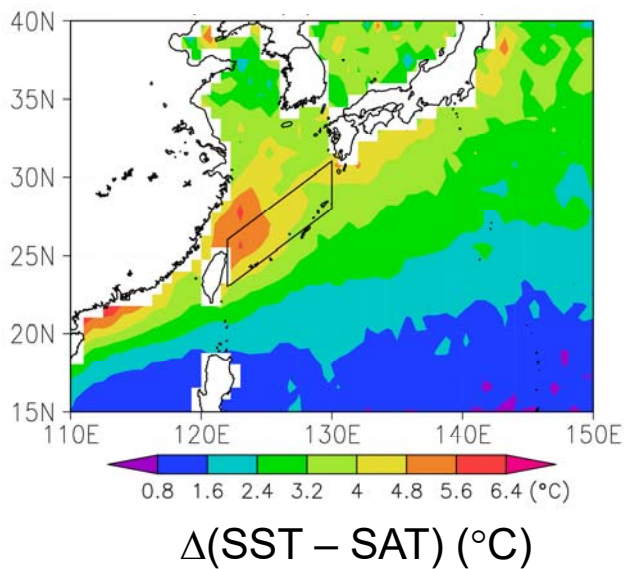 40N
35N
30N
25N
20N
15N
110E 120E 130E 140E 150E
0.8 1.6 2.4 3.2 4 4.8 5.6 6.4 (°C)
Δ(SST – SAT) (°C)